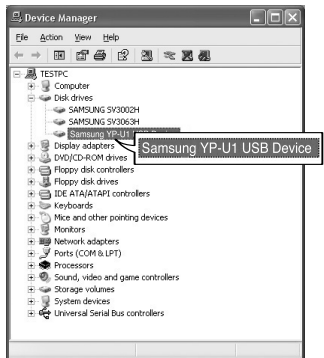 Device Manager
File Action View Help
TESTPC
Computer
Disk drives
SAMSUNG SV3002H
SAMSUNG SV3063H
Samsung YP-U1 USB Device
Samsung YP-U1 USB Device
Display adapters
DVD/CD-ROM drives
Floppy disk controllers
Floppy disk drives
IDE ATA/ATAPI controllers
Keyboards
Mice and other pointing devices
Monitors
Network adapters
Ports (COM & LPT)
Processors
Sound, video and game controllers
Storage volumes
System devices
Universal Serial Bus controllers